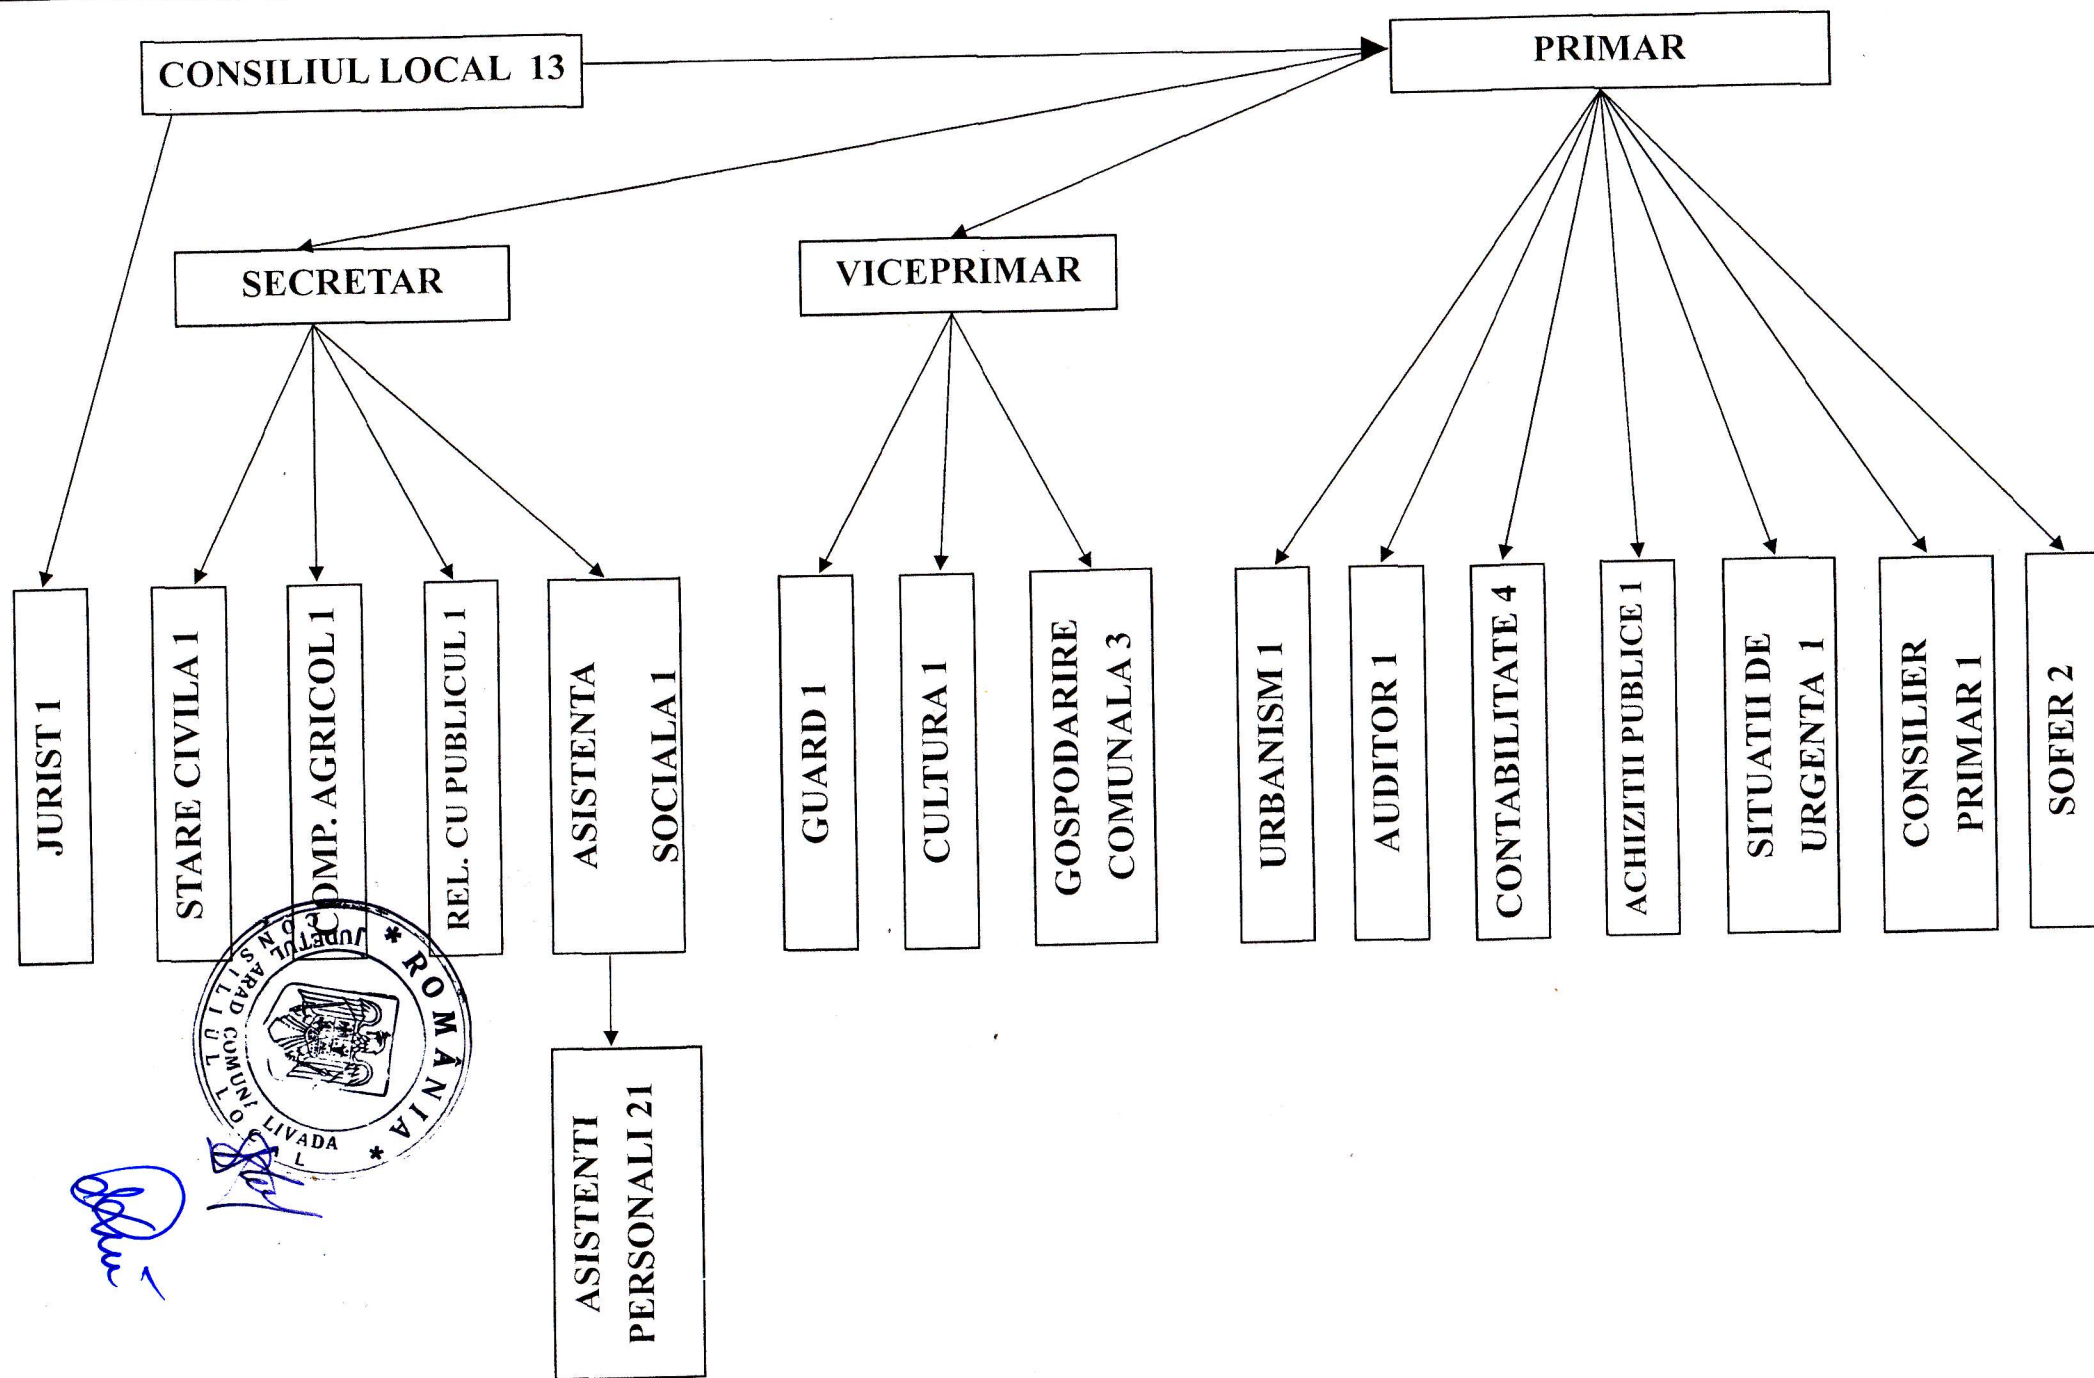 CONSILIUL LOCAL 13
PRIMAR
SECRETAR
VICEPRIMAR
JURIST 1
STARE CIVILA 1
COMP. AGRICOL 1
REL. CU PUBLICUL 1
ASISTENTA
SOCIALA 1
GUARD 1
CULTURA 1
GOSPODARIRE
COMUNALA 3
URBANISM 1
AUDITOR 1
CONTABILITATE 4
ACHIZITII PUBLICE 1
SITUATII DE
URGENTA 1
CONSILIER
PRIMAR 1
SOFER 2
ASISTENTI
PERSONALI 21
* ROMÂNIA *
CONSILIUL LOCAL
JUDEŢUL ARAD COMUNA LIVADA